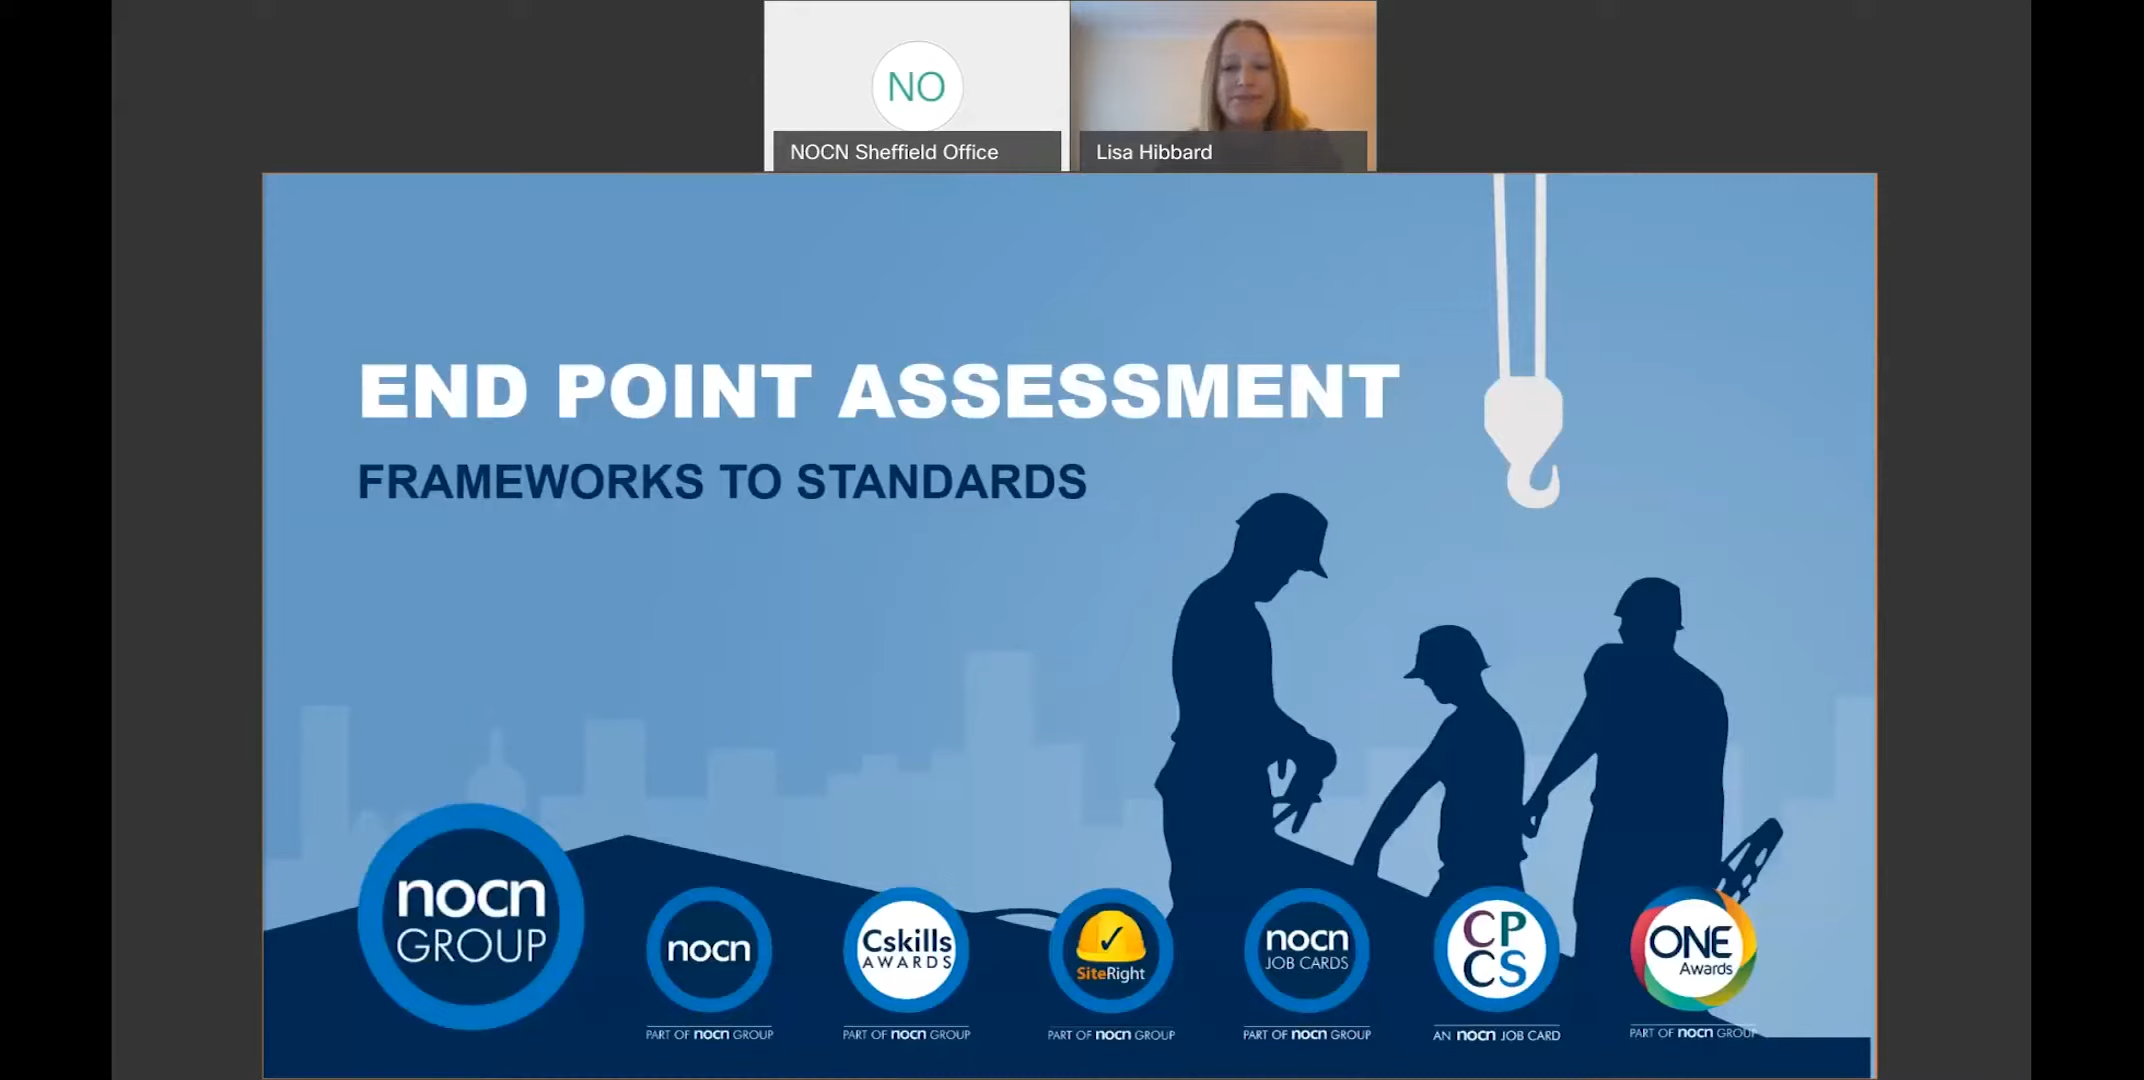 NO
NOCN Sheffield Office
Lisa Hibbard
END POINT ASSESSMENT
FRAMEWORKS TO STANDARDS
nocn
GROUP
nocn
PART OF nocn GROUP
Cskills
AWARDS
PART OF nocn GROUP
SiteRight
PART OF nocn GROUP
nocn
JOB CARDS
PART OF nocn GROUP
CP
CS
AN nocn JOB CARD
ONE
Awards
PART OF nocn GROUP